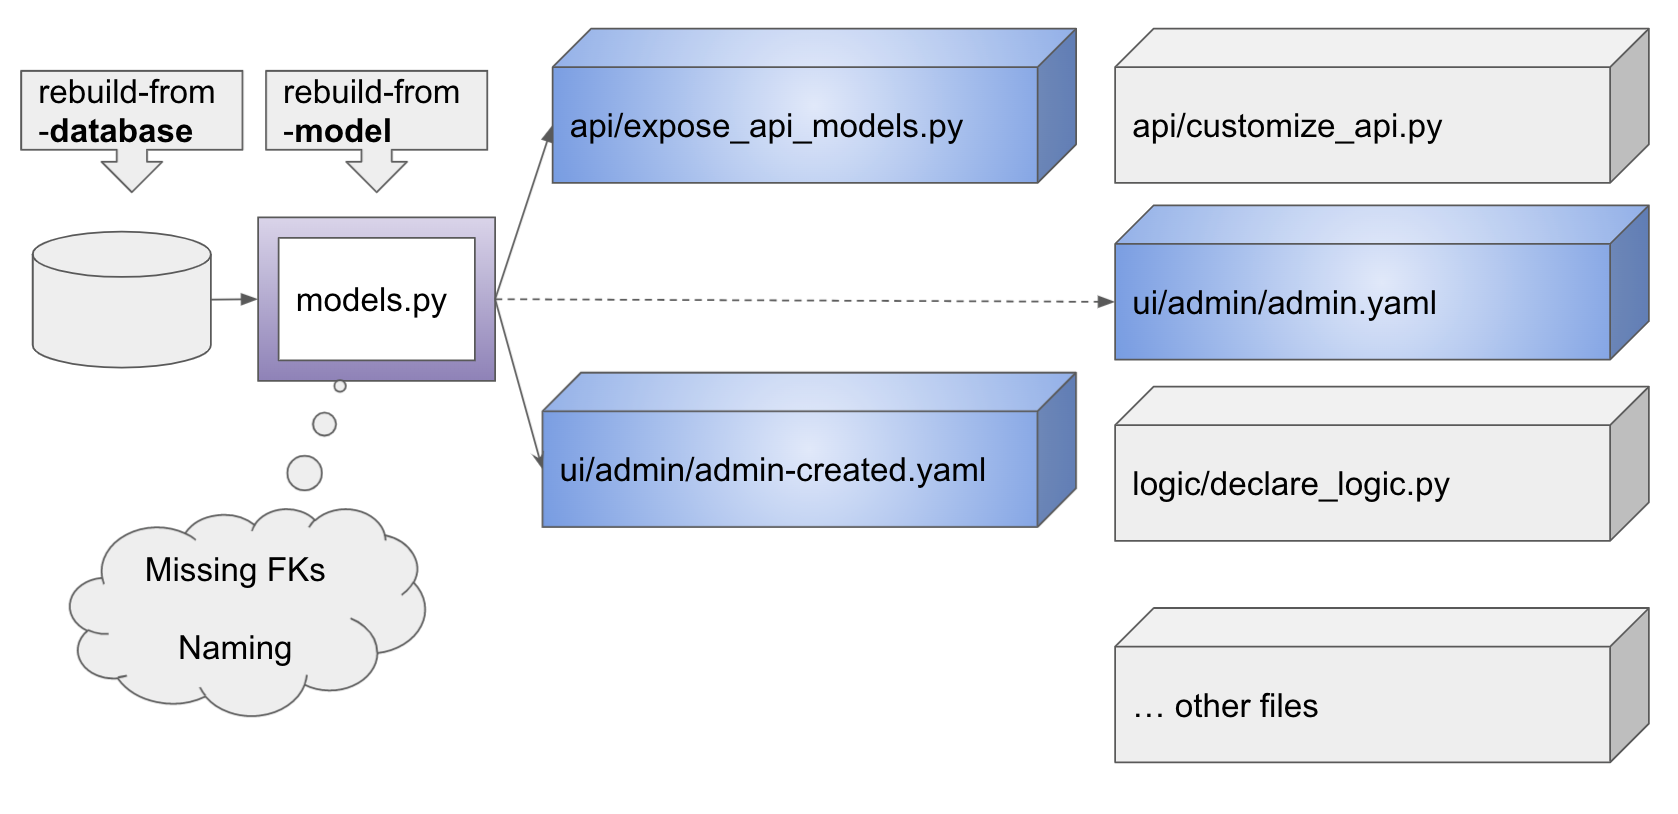 rebuild-from
-database
rebuild-from
-model
models.py
Missing FKs
Naming
api/expose_api_models.py
ui/admin/admin-created.yaml
api/customize_api.py
ui/admin/admin.yaml
logic/declare_logic.py
… other files